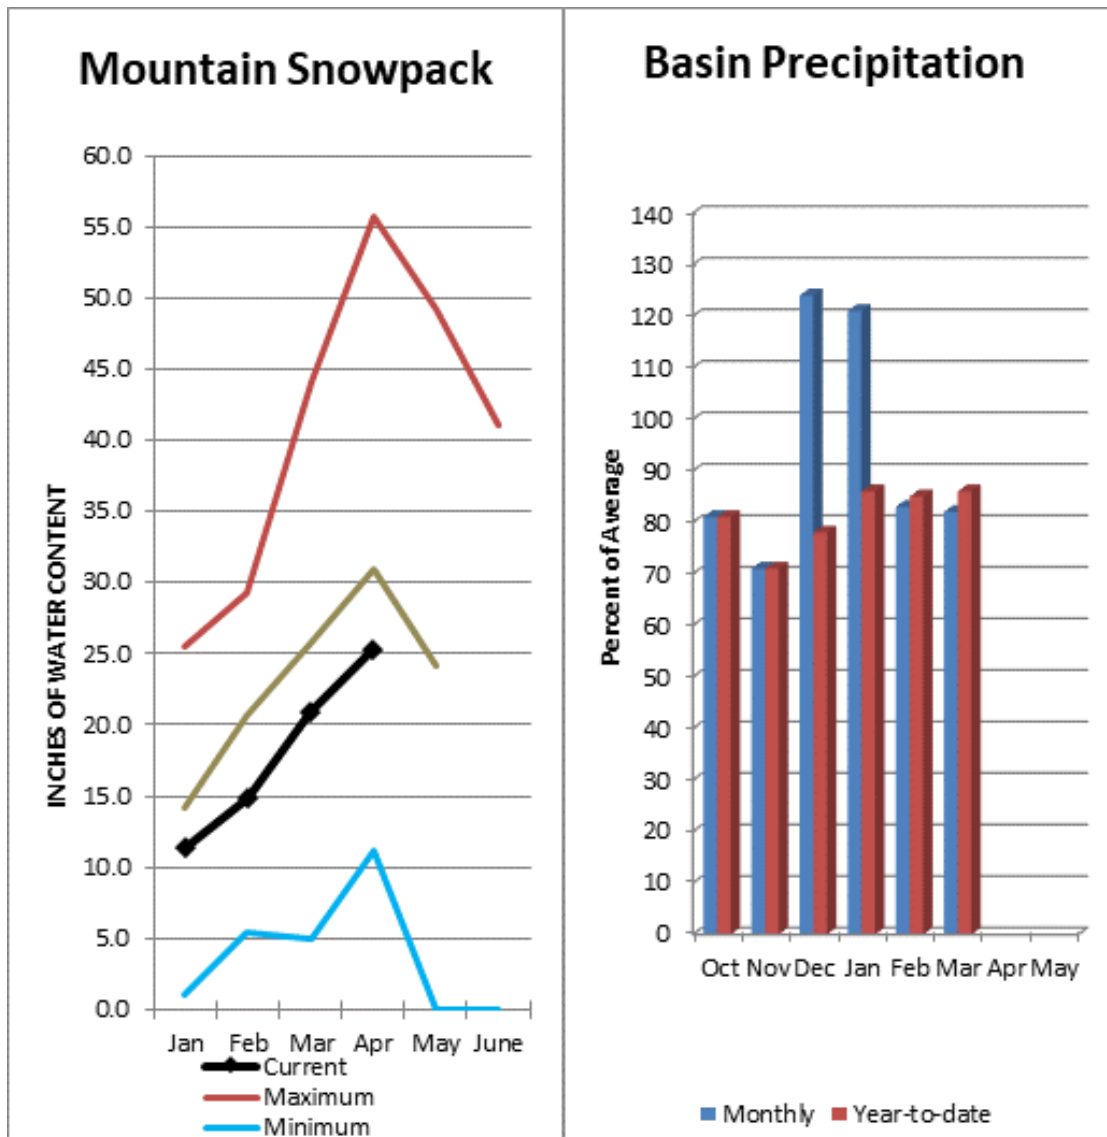 Mountain Snowpack
60.0
55.0
50.0
45.0
40.0
35.0
30.0
25.0
20.0
15.0
10.0
5.0
0.0
INCHES OF WATER CONTENT
Jan Feb Mar Apr May June
Current
Maximum
Minimum
Basin Precipitation
140
130
120
110
100
90
80
70
60
50
40
30
20
10
0
Percent of Average
Oct Nov Dec Jan Feb Mar Apr May
Monthly Year-to-date